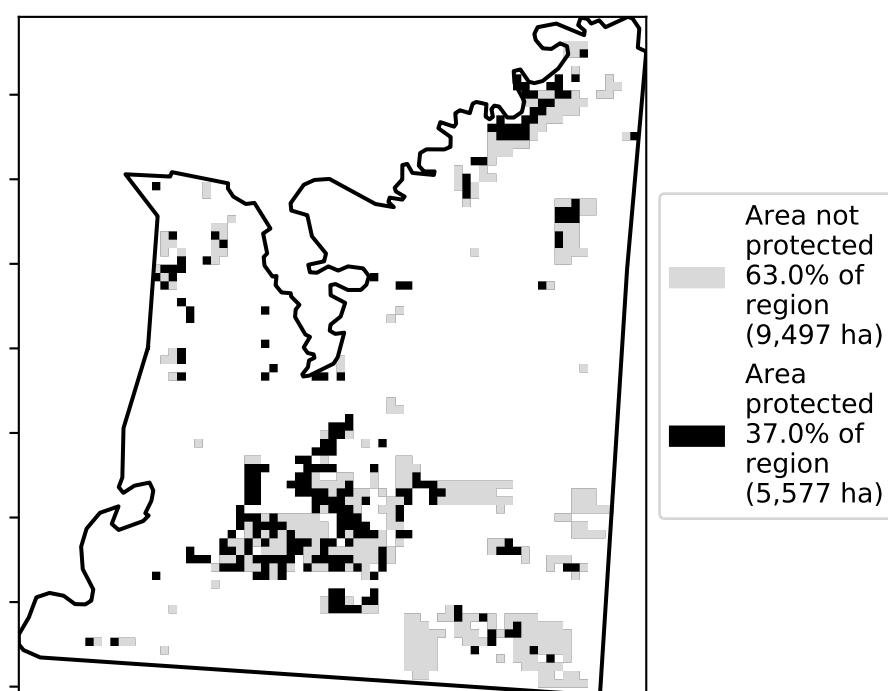 Area not
protected
63.0% of
region
(9,497 ha)
Area
protected
37.0% of
region
(5,577 ha)